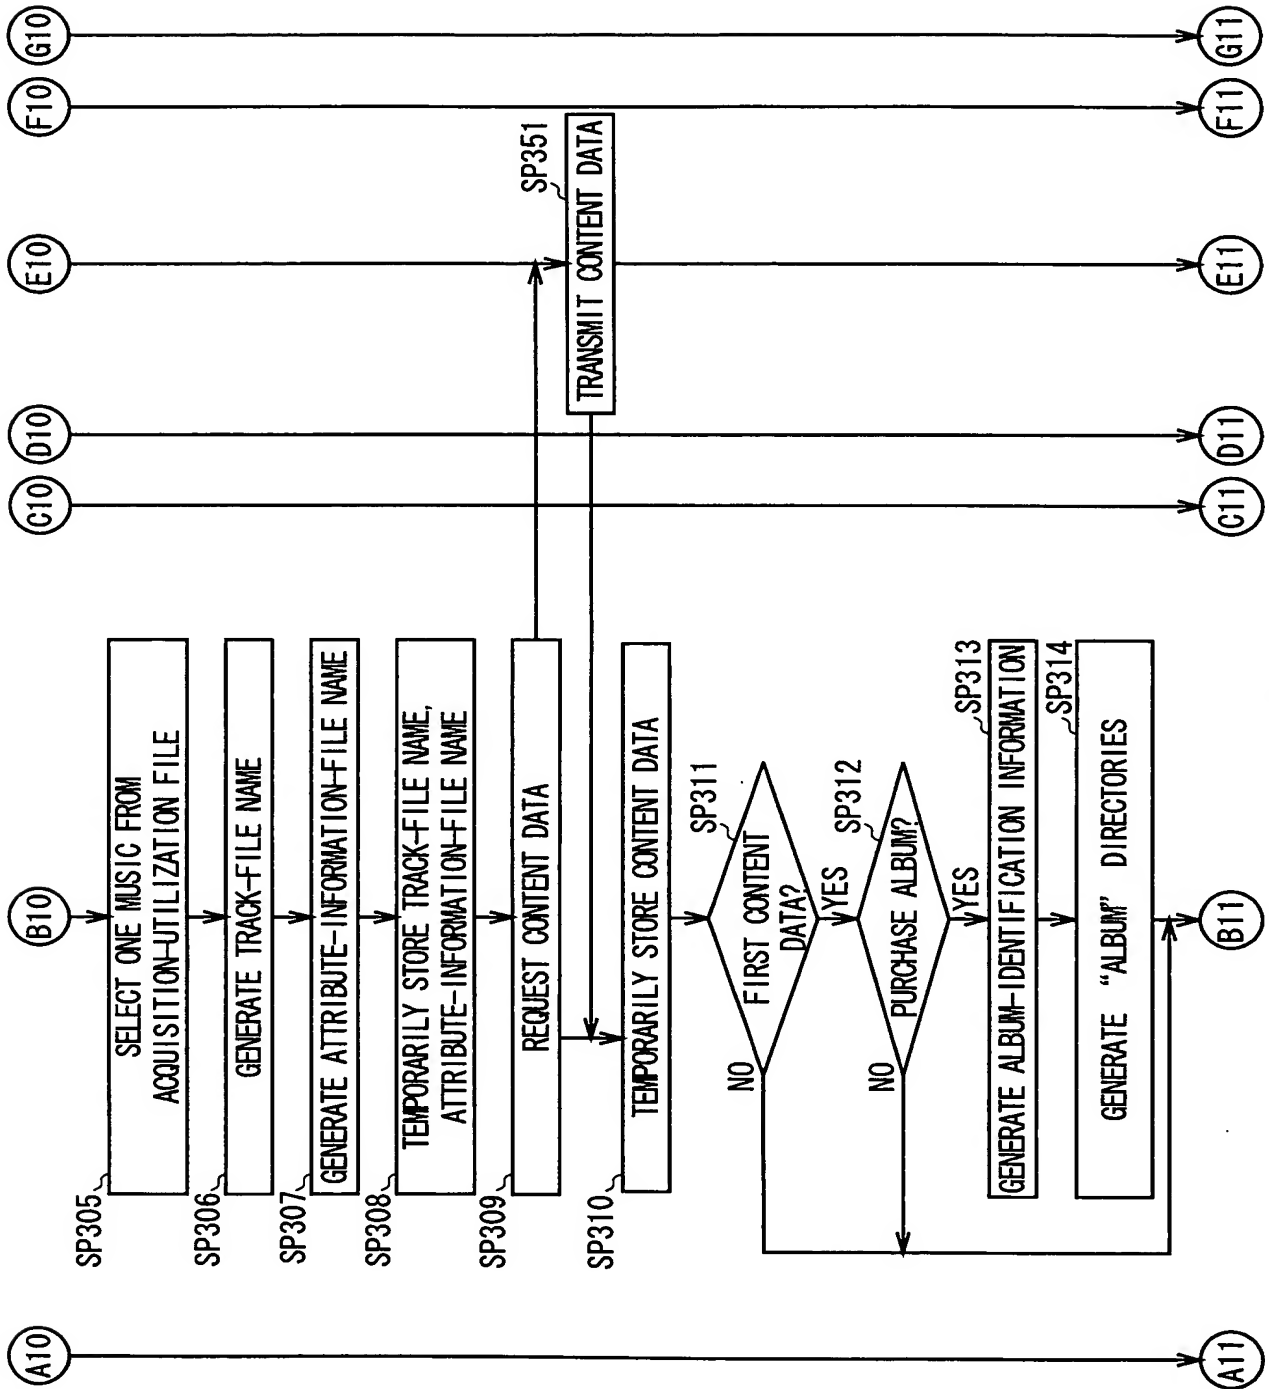 A10
B10
C10
D10
E10
F10
G10
SP305
SELECT ONE MUSIC FROM
ACQUISITION-UTILIZATION FILE
SP306
GENERATE TRACK-FILE NAME
SP307
GENERATE ATTRIBUTE-INFORMATION-FILE NAME
SP308
TEMPORARILY STORE TRACK-FILE NAME,
ATTRIBUTE-INFORMATION-FILE NAME
SP309
REQUEST CONTENT DATA
SP351
TRANSMIT CONTENT DATA
SP310
TEMPORARILY STORE CONTENT DATA
SP311
FIRST CONTENT
DATA?
NO
YES
SP312
PURCHASE ALBUM?
NO
YES
SP313
GENERATE ALBUM-IDENTIFICATION INFORMATION
SP314
GENERATE "ALBUM" DIRECTORIES
A11
B11
C11
D11
E11
F11
G11